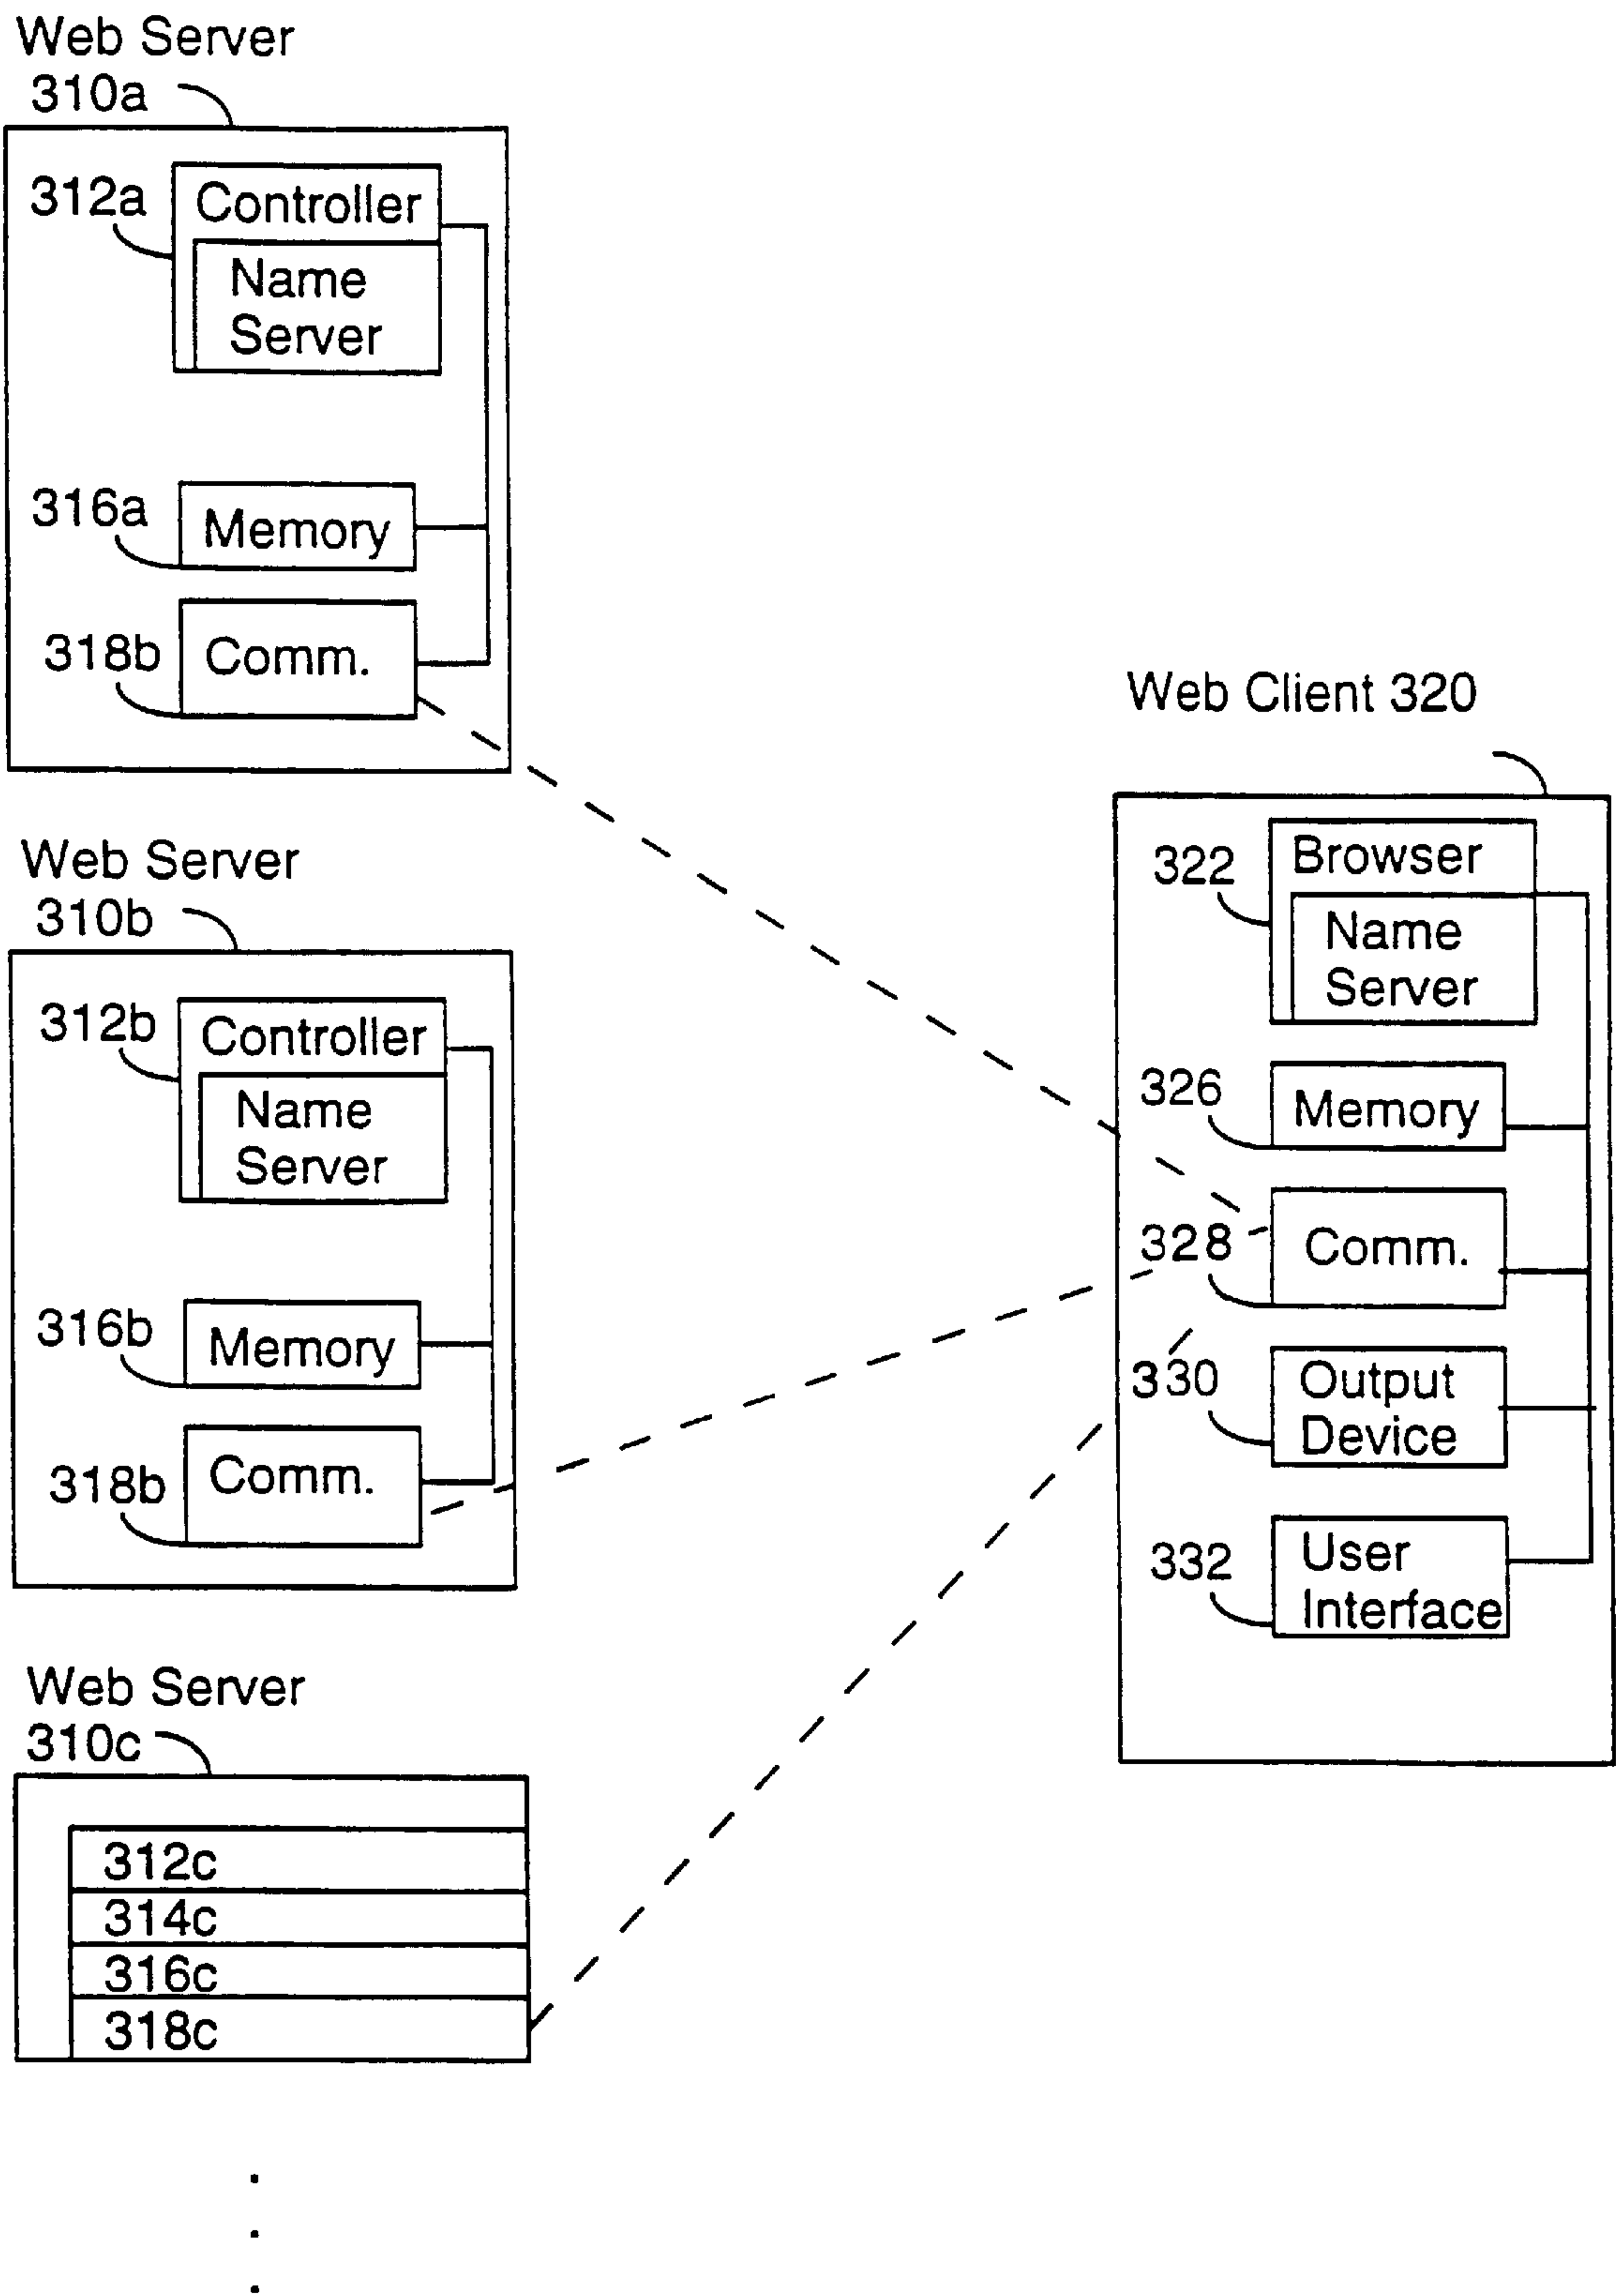 Web Server
310a
312a
Controller
Name
Server
316a
Memory
318b
Comm.
Web Server
310b
312b
Controller
Name
Server
316b
Memory
318b
Comm.
Web Server
310c
312c
314c
316c
318c
Web Client 320
322
Browser
Name
Server
326
Memory
328
Comm.
330
Output
Device
332
User
Interface